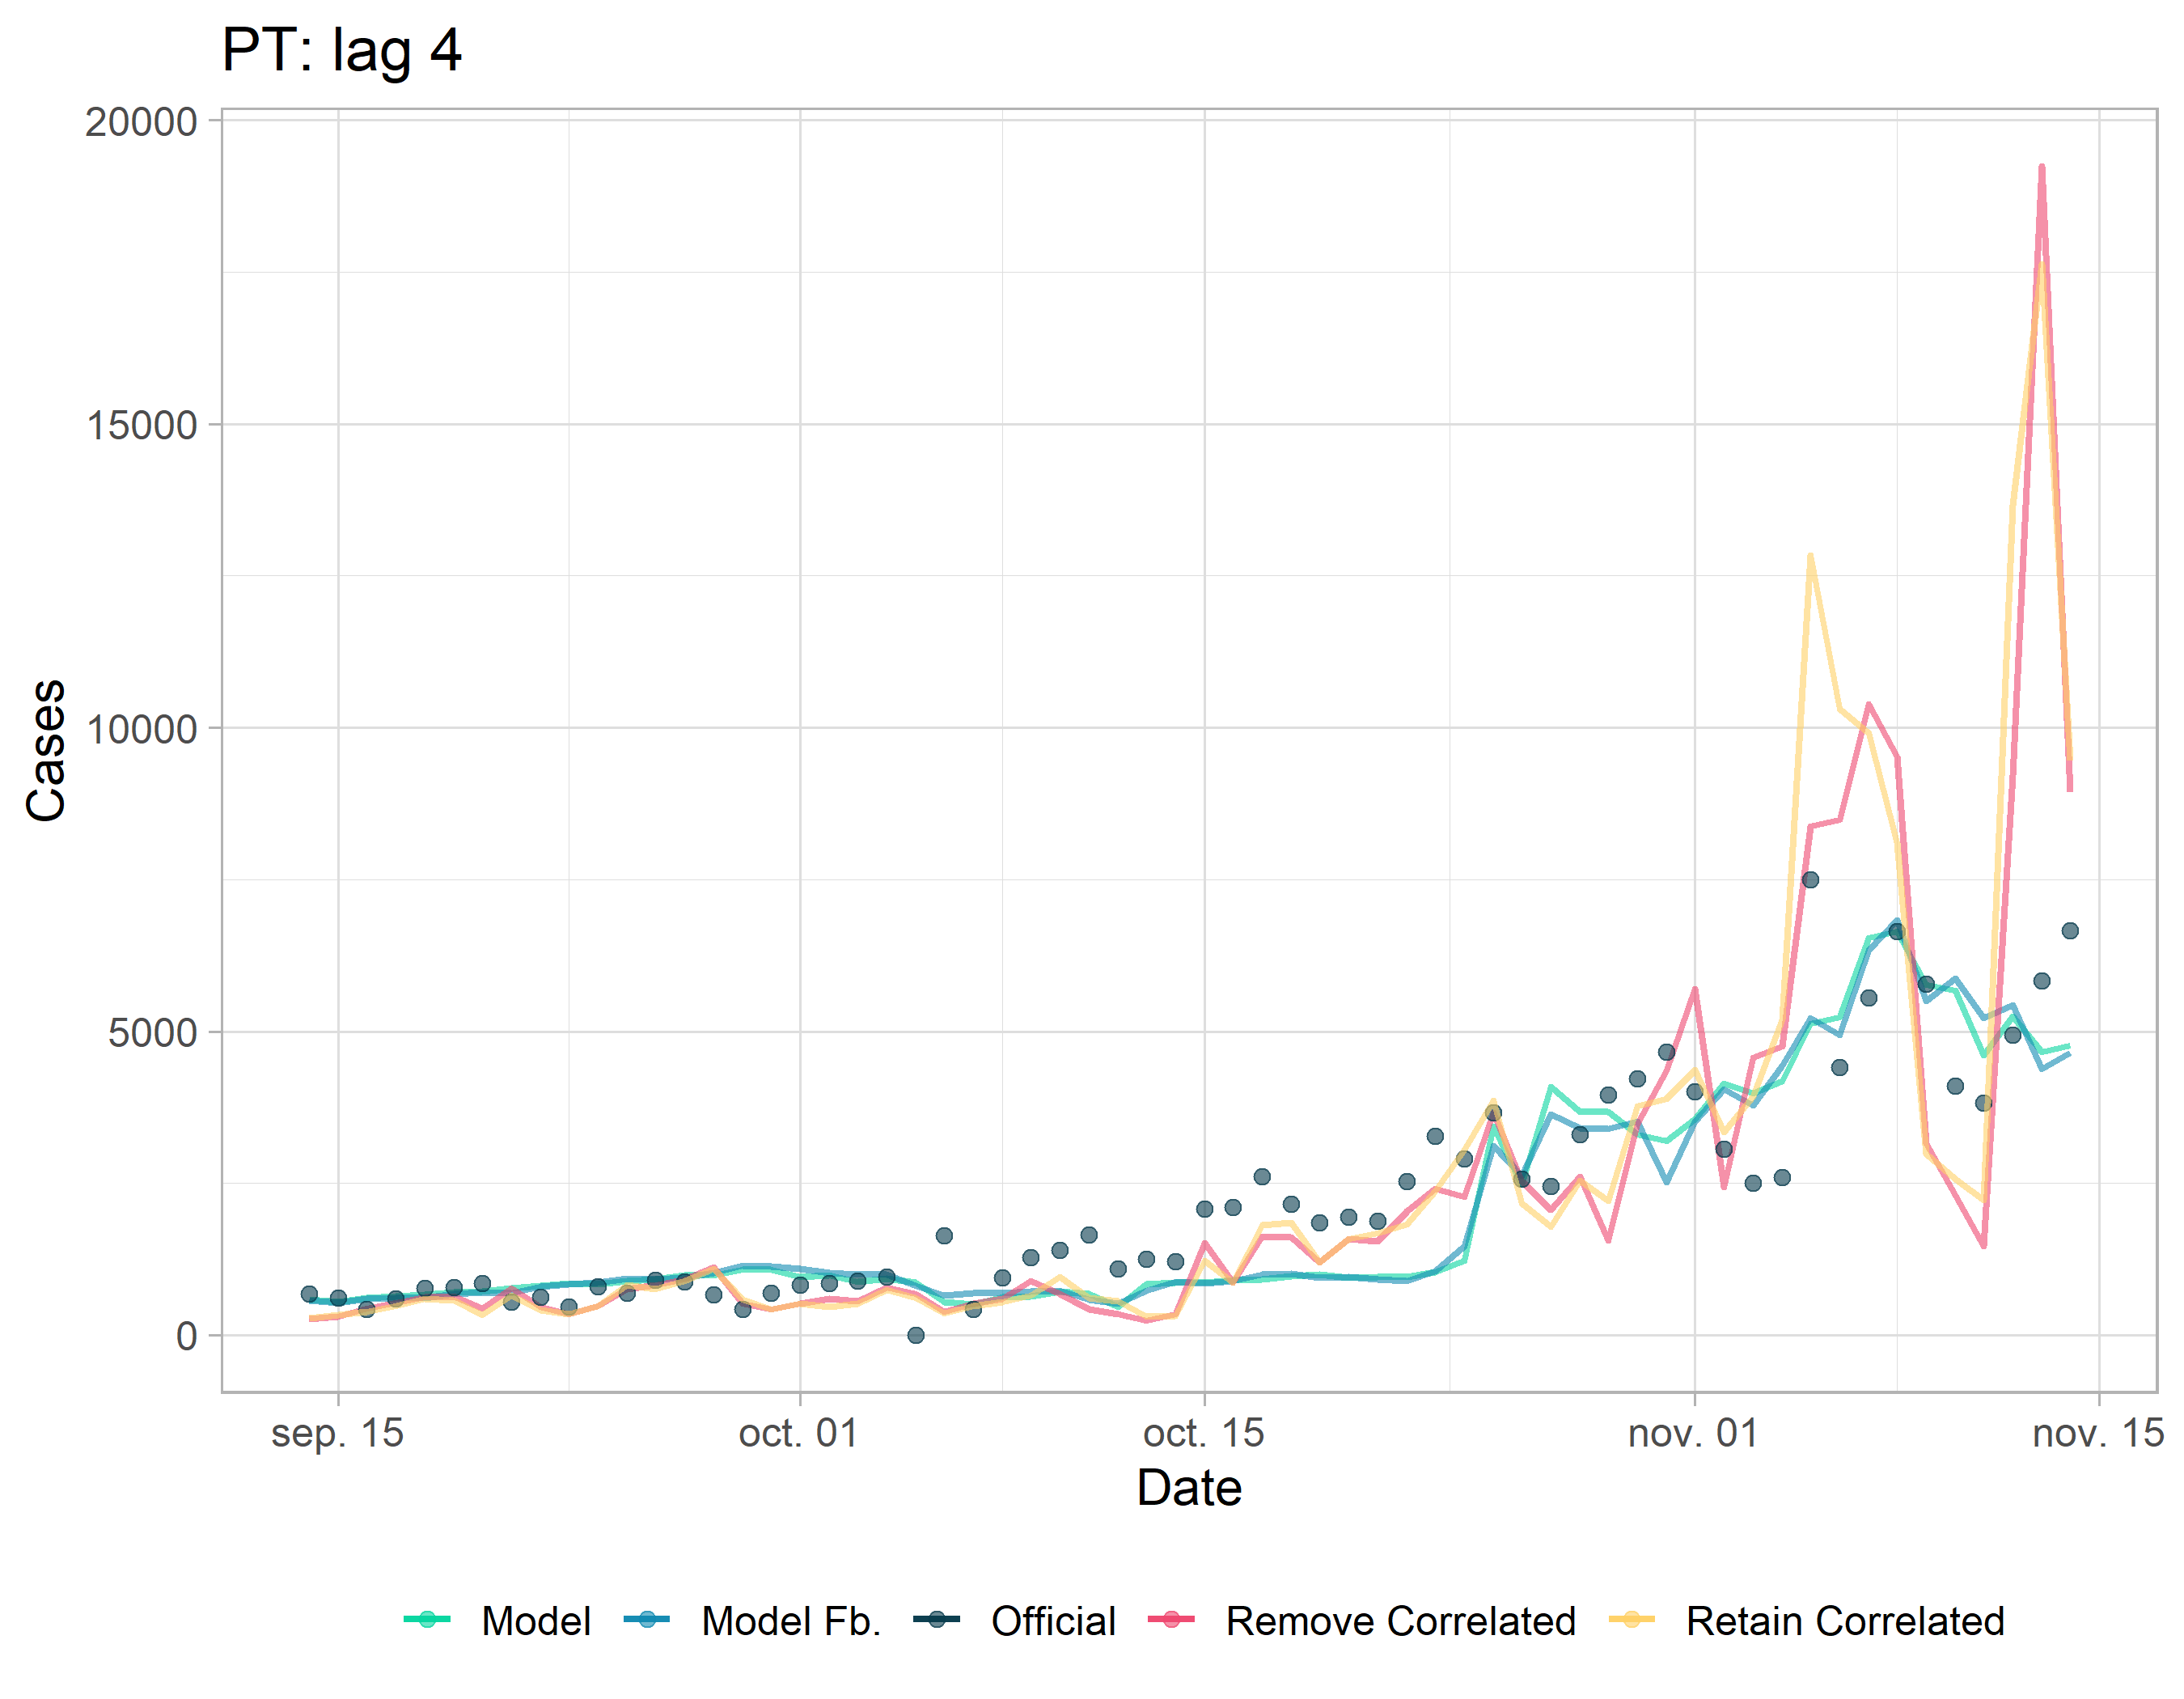 PT: lag 4
20000
15000
10000
5000
0
Cases
sep. 15 oct. 01 oct. 15 nov. 01 nov. 15
Date
Model Model Fb. Official Remove Correlated Retain Correlated